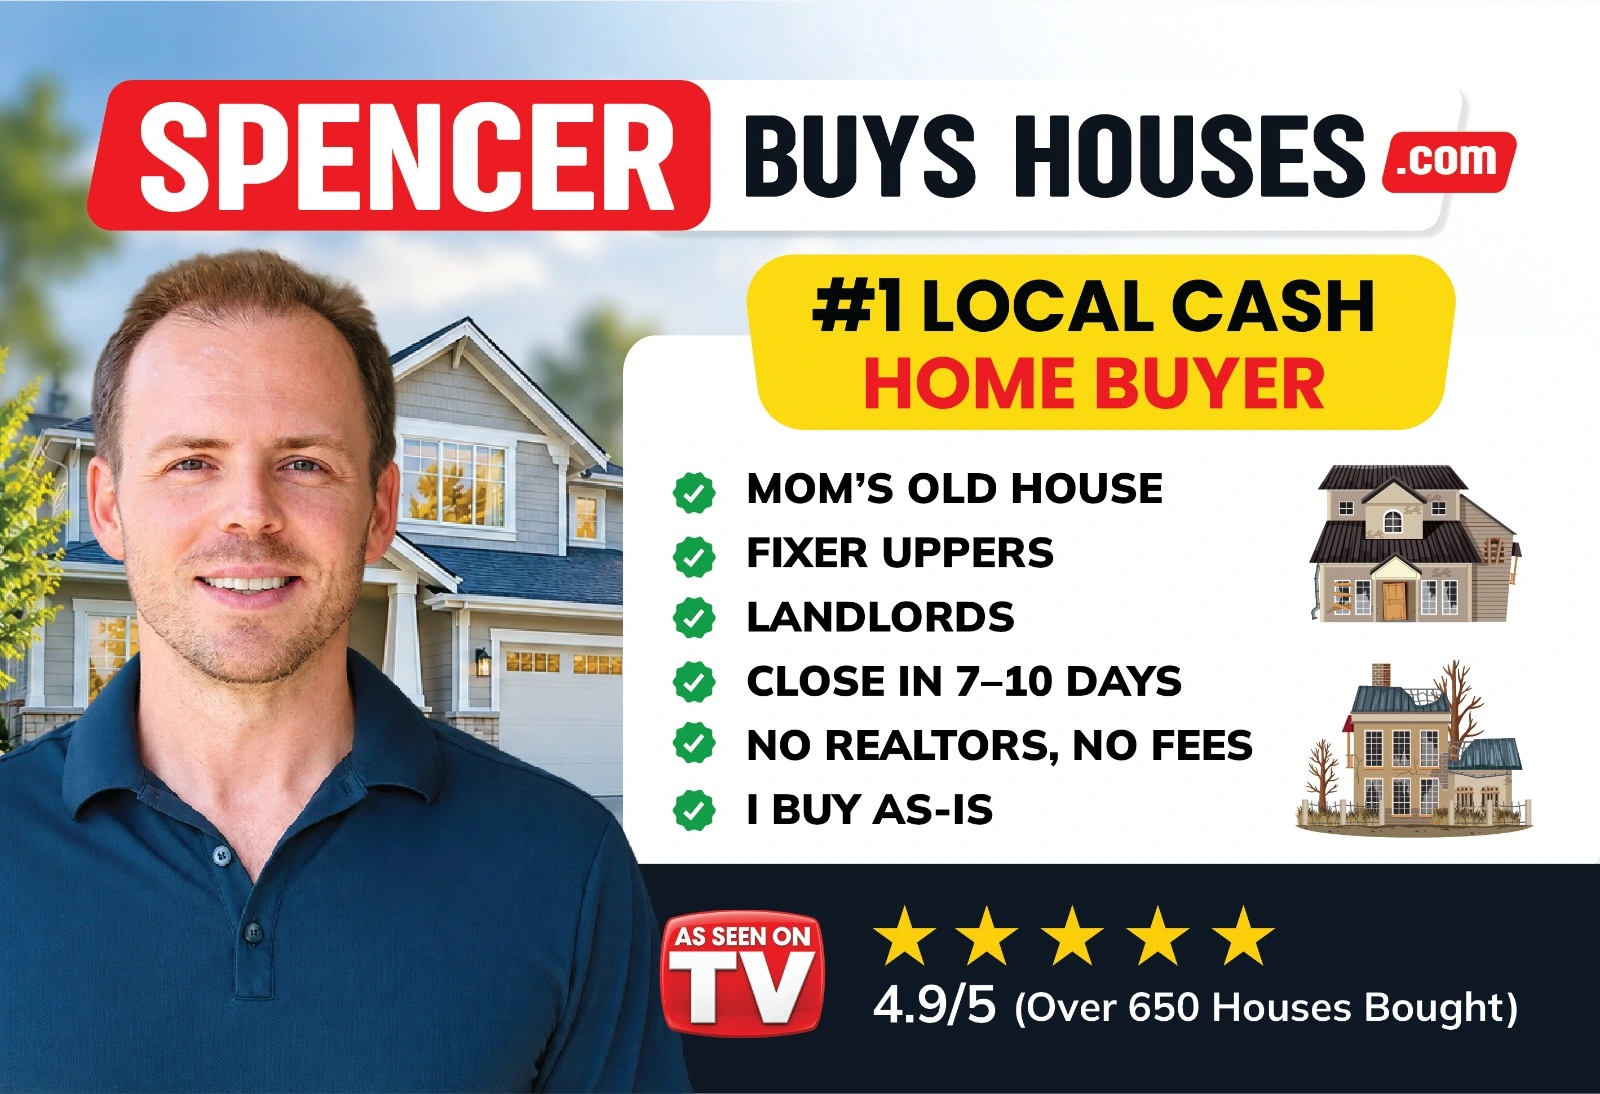 SPENCER BUYS HOUSES .com
#1 LOCAL CASH
HOME BUYER
MOM'S OLD HOUSE
FIXER UPPERS
LANDLORDS
CLOSE IN 7–10 DAYS
NO REALTORS, NO FEES
I BUY AS-IS
AS SEEN ON
TV
4.9/5 (Over 650 Houses Bought)